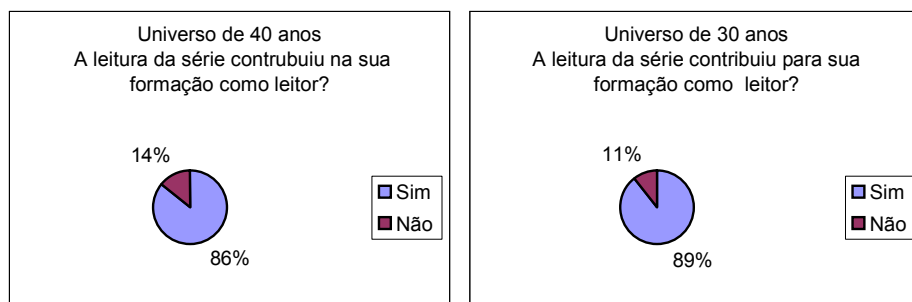 Universo de 40 anos
A leitura da série contrubuiu na sua
formação como leitor?
14%
86%
Sim
Não
Universo de 30 anos
A leitura da série contribuiu para sua
formação como leitor?
11%
89%
Sim
Não